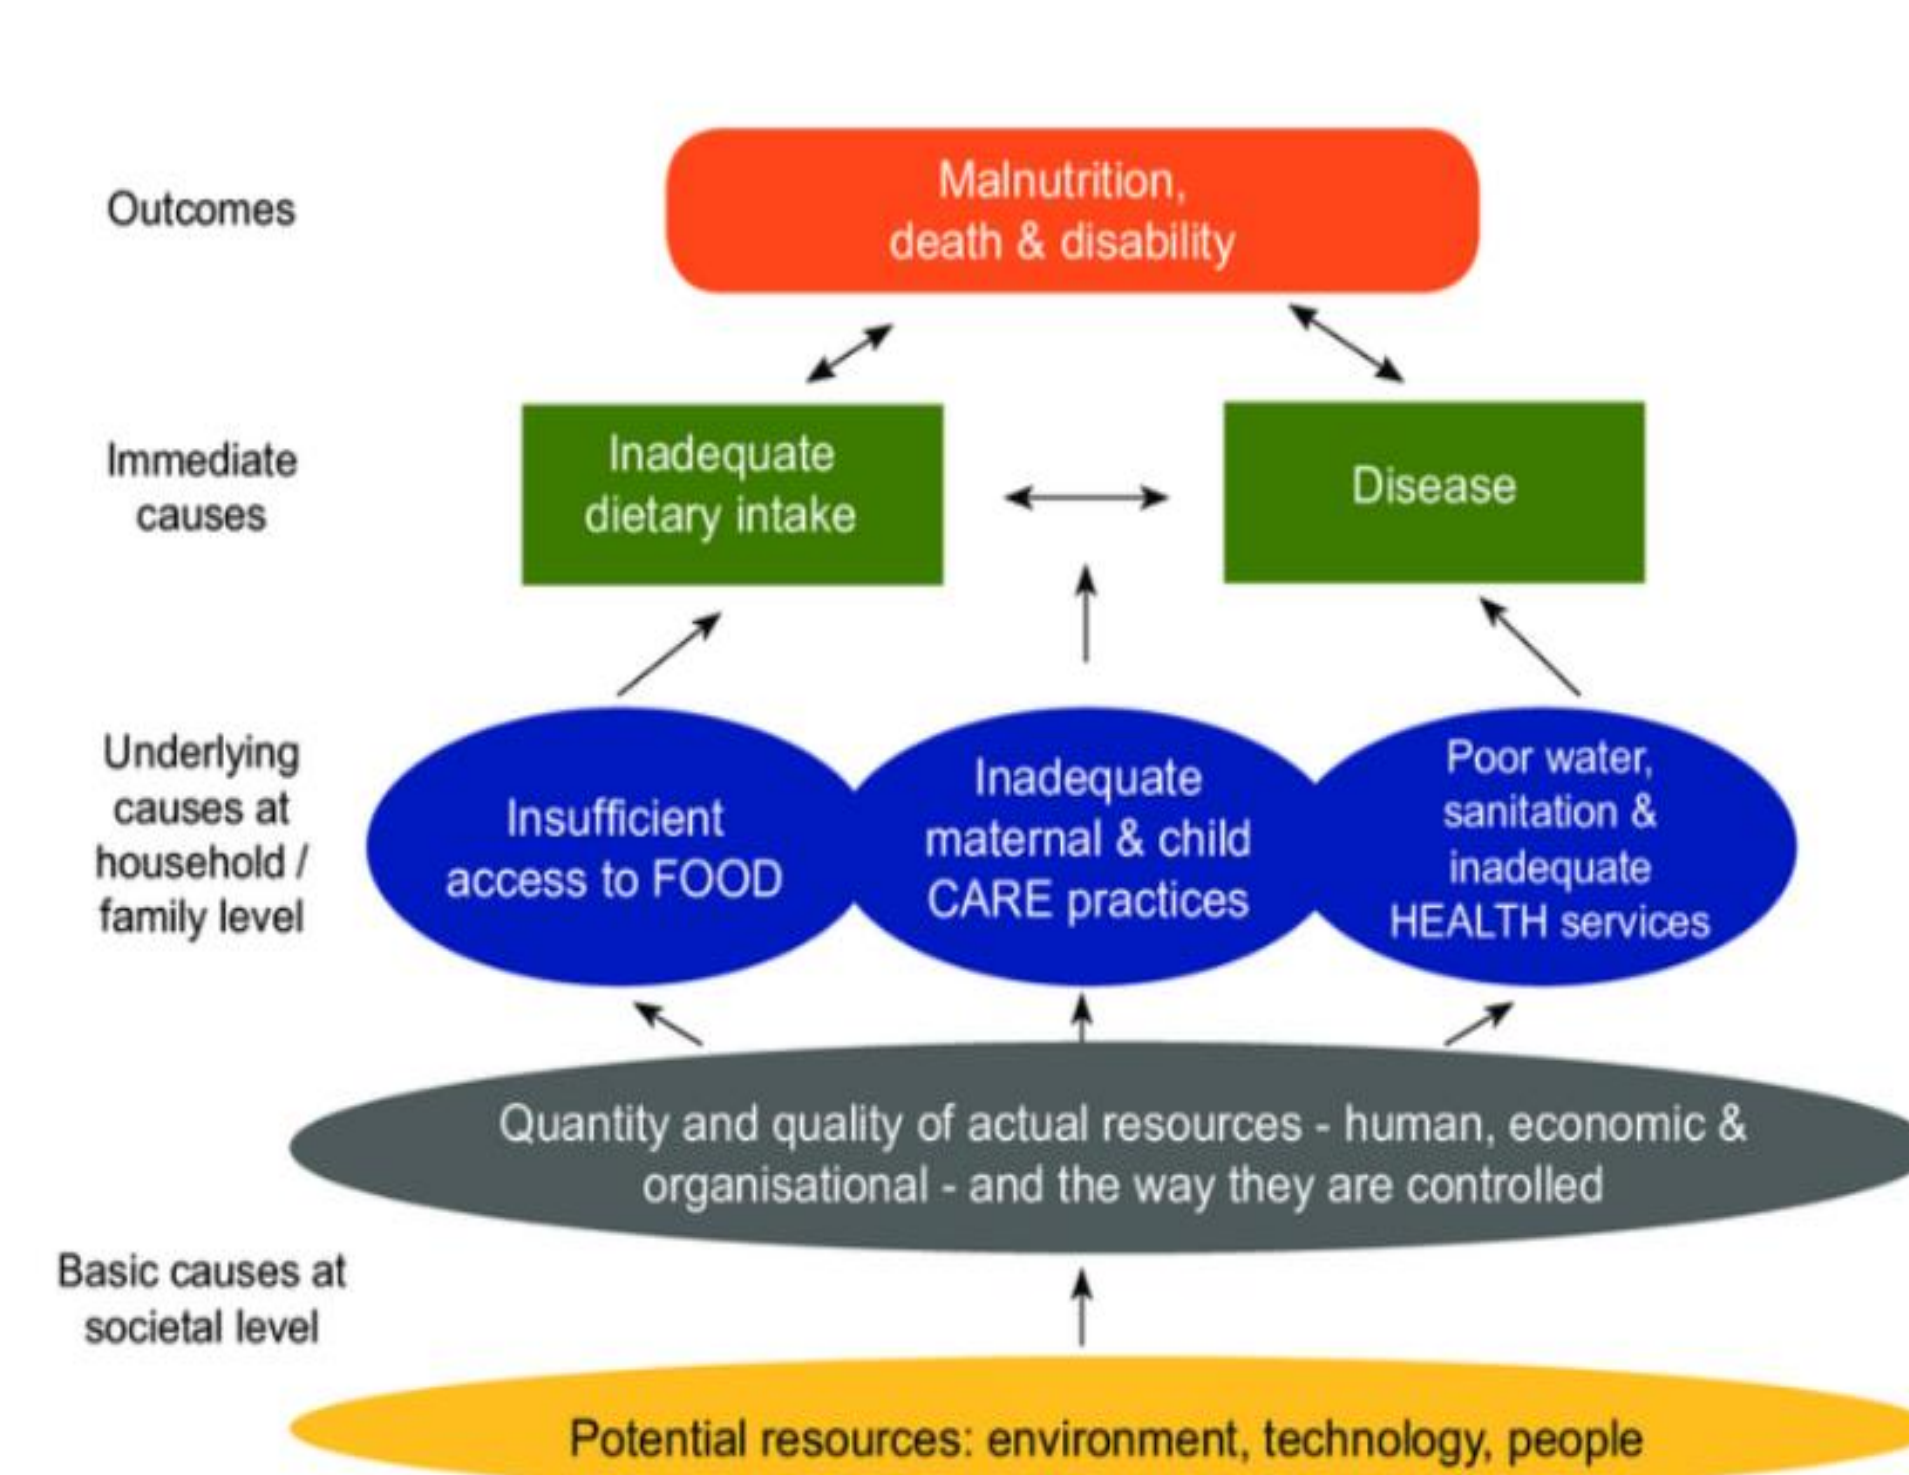 Outcomes
Malnutrition,
death & disability
Immediate
causes
Inadequate
dietary intake
Disease
Underlying
causes at
household /
family level
Insufficient
access to FOOD
Inadequate
maternal & child
CARE practices
Poor water,
sanitation &
inadequate
HEALTH services
Quantity and quality of actual resources - human, economic &
organisational - and the way they are controlled
Basic causes at
societal level
Potential resources: environment, technology, people